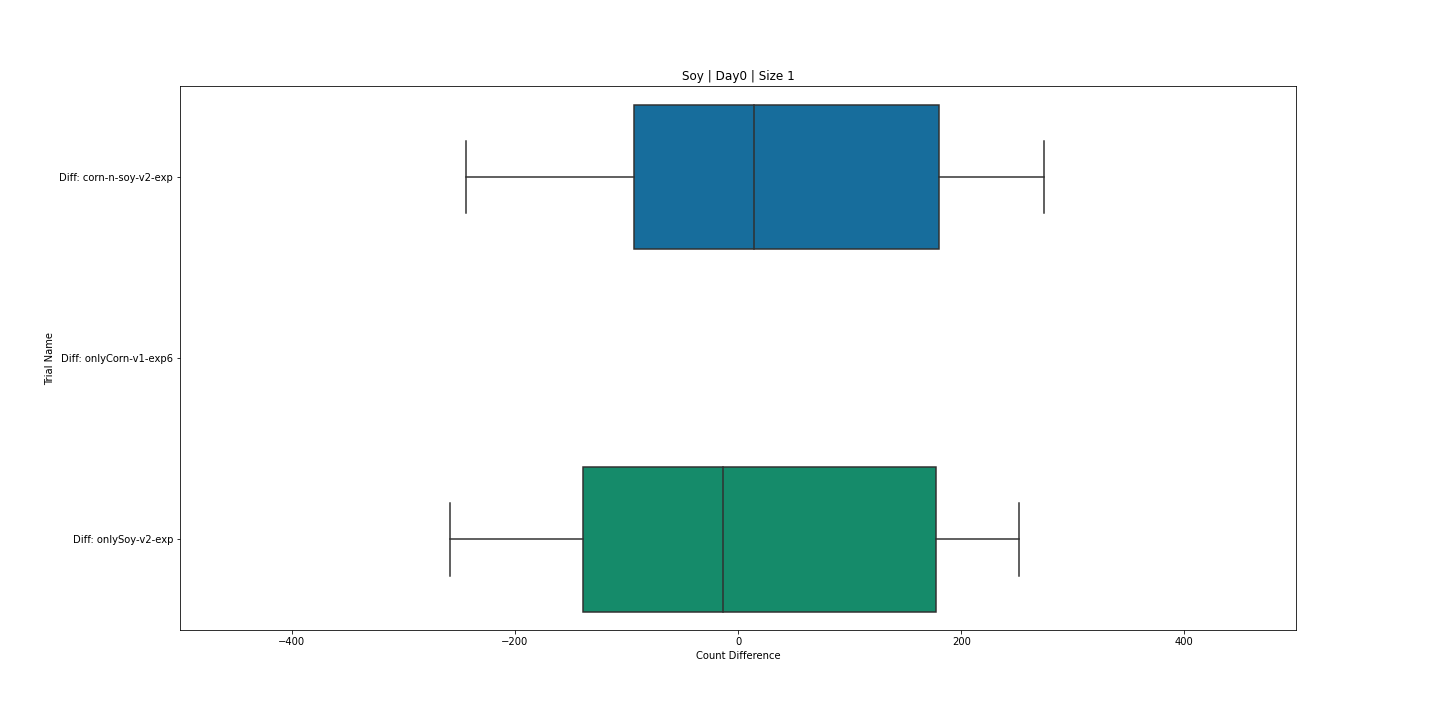 Soy | Day0 | Size 1
Diff: corn-n-soy-v2-exp
Diff: onlyCorn-v1-exp6
Diff: onlySoy-v2-exp
Trial Name
−400 −200 0 200 400
Count Difference